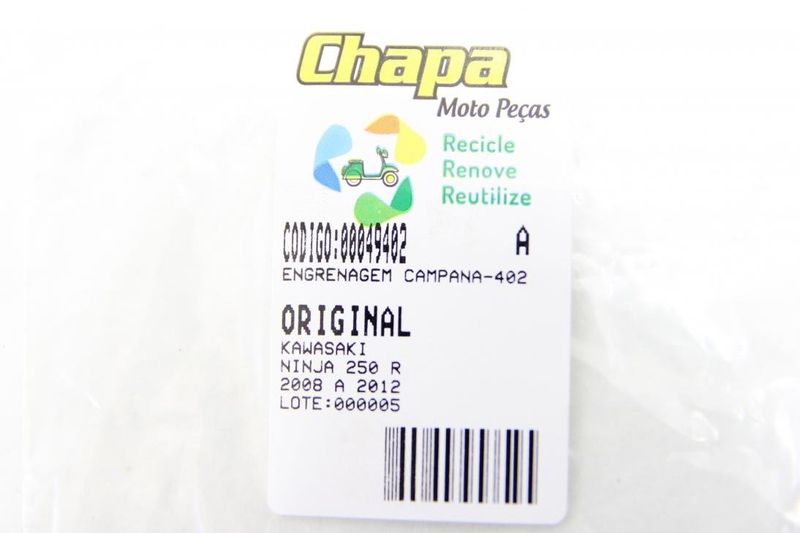 Chapa
Moto Peças
Recicle
Renove
Reutilize
CODIGO:00049402 A
ENGRENAGEM CAMPANA-402
ORIGINAL
KAWASAKI
NINJA 250 R
2008 A 2012
LOTE:000005